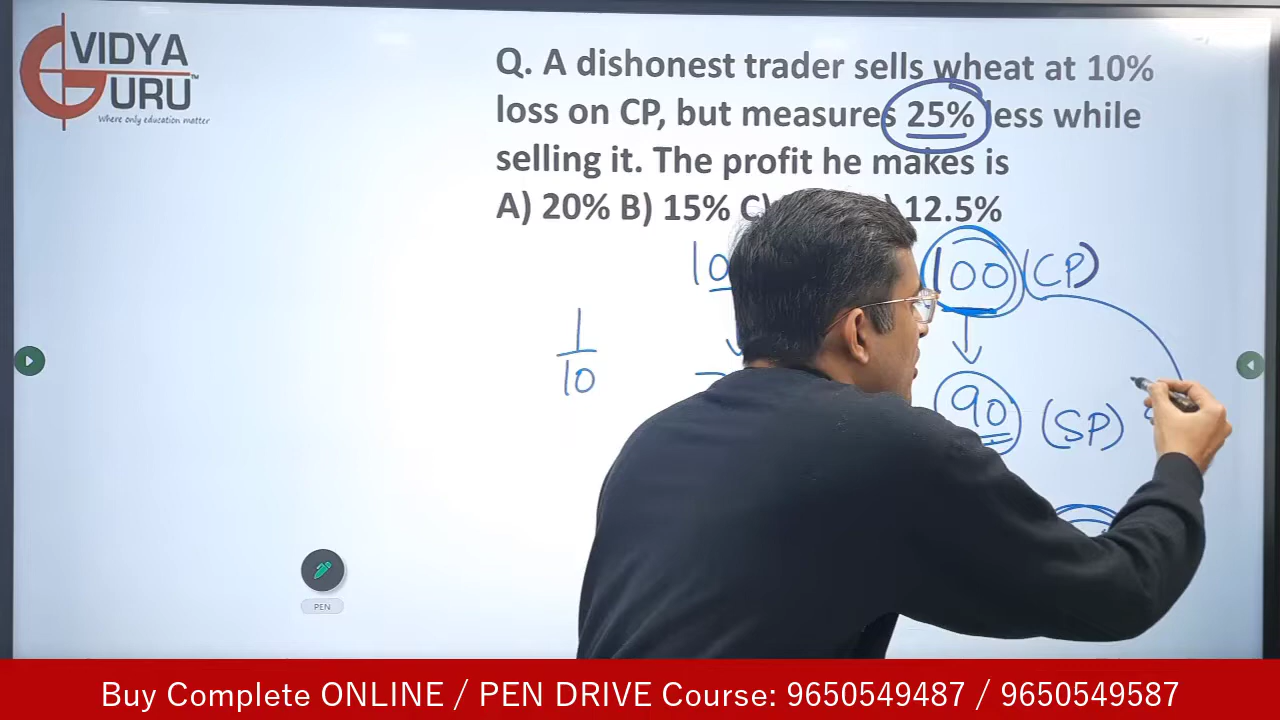 VIDYA
GURU™
Where only education matter
Q. A dishonest trader sells wheat at 10%
loss on CP, but measures 25% less while
selling it. The profit he makes is
A) 20% B) 15% C) 12.5%
10 100 (CP)
1
10
90 (SP)
PEN
Buy Complete ONLINE / PEN DRIVE Course: 9650549487 / 9650549587